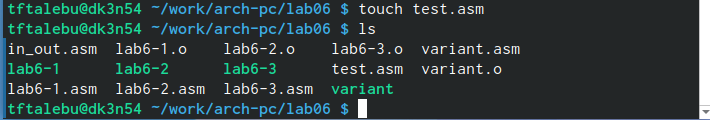 tftalebu@dk3n54 ~/work/arch-pc/lab06 $ touch test.asm
tftalebu@dk3n54 ~/work/arch-pc/lab06 $ ls
in_out.asm  lab6-1.o    lab6-2.o    lab6-3.o  variant.asm
lab6-1      lab6-2      lab6-3      test.asm  variant.o
lab6-1.asm  lab6-2.asm  lab6-3.asm  variant
tftalebu@dk3n54 ~/work/arch-pc/lab06 $